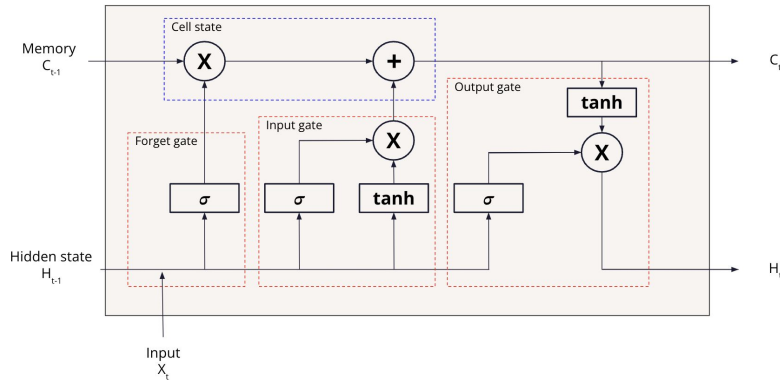 Cell state
Memory
C t-1
X
+
C t
Output gate
tanh
Input gate
Forget gate
X
X
σ
σ
tanh
σ
Hidden state
H t-1
H
Input
X t